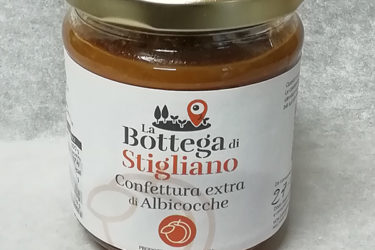 La
Bottega di
Stigliano
Confettura extra
di Albicocche